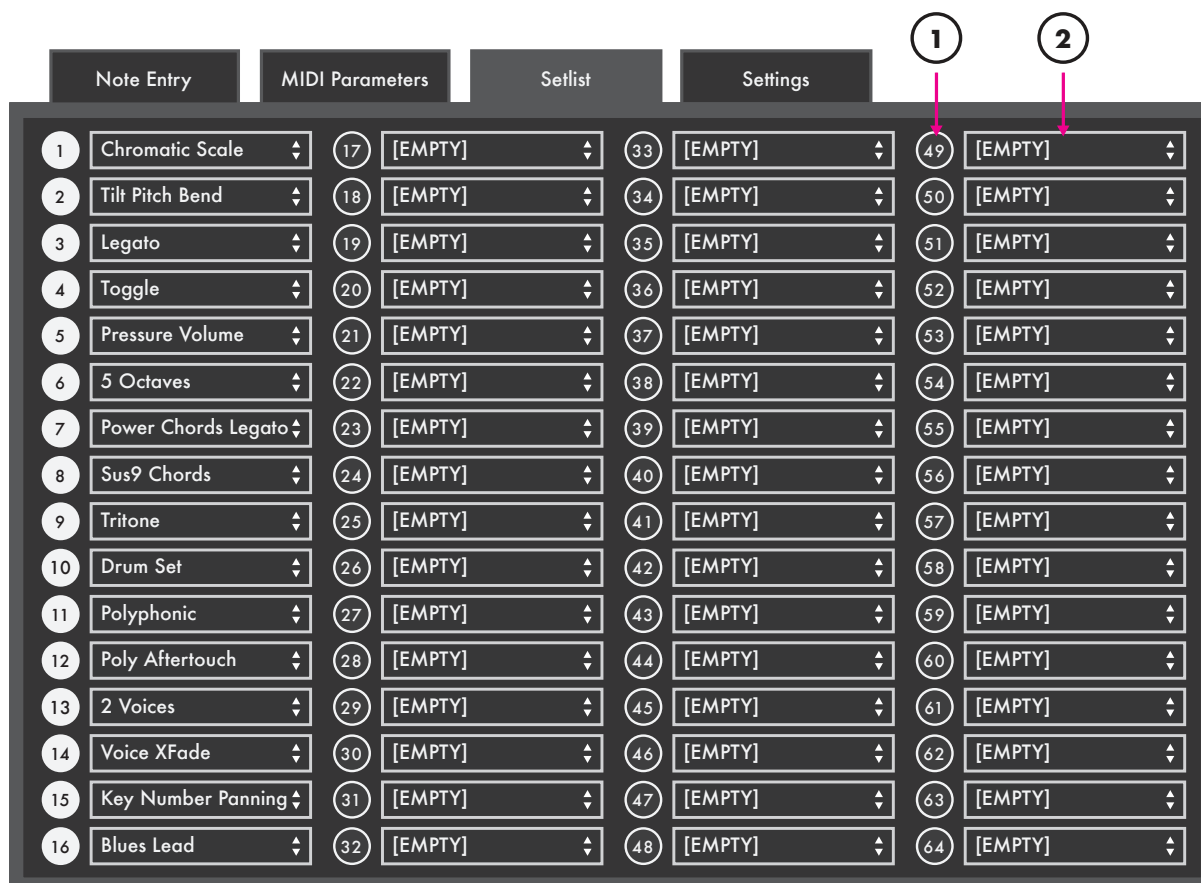 1 2
Note Entry MIDI Parameters Setlist Settings
1 Chromatic Scale 17 [EMPTY] 33 [EMPTY] 49 [EMPTY]
2 Tilt Pitch Bend 18 [EMPTY] 34 [EMPTY] 50 [EMPTY]
3 Legato 19 [EMPTY] 35 [EMPTY] 51 [EMPTY]
4 Toggle 20 [EMPTY] 36 [EMPTY] 52 [EMPTY]
5 Pressure Volume 21 [EMPTY] 37 [EMPTY] 53 [EMPTY]
6 5 Octaves 22 [EMPTY] 38 [EMPTY] 54 [EMPTY]
7 Power Chords Legato 23 [EMPTY] 39 [EMPTY] 55 [EMPTY]
8 Sus9 Chords 24 [EMPTY] 40 [EMPTY] 56 [EMPTY]
9 Tritone 25 [EMPTY] 41 [EMPTY] 57 [EMPTY]
10 Drum Set 26 [EMPTY] 42 [EMPTY] 58 [EMPTY]
11 Polyphonic 27 [EMPTY] 43 [EMPTY] 59 [EMPTY]
12 Poly Aftertouch 28 [EMPTY] 44 [EMPTY] 60 [EMPTY]
13 2 Voices 29 [EMPTY] 45 [EMPTY] 61 [EMPTY]
14 Voice XFade 30 [EMPTY] 46 [EMPTY] 62 [EMPTY]
15 Key Number Panning 31 [EMPTY] 47 [EMPTY] 63 [EMPTY]
16 Blues Lead 32 [EMPTY] 48 [EMPTY] 64 [EMPTY]